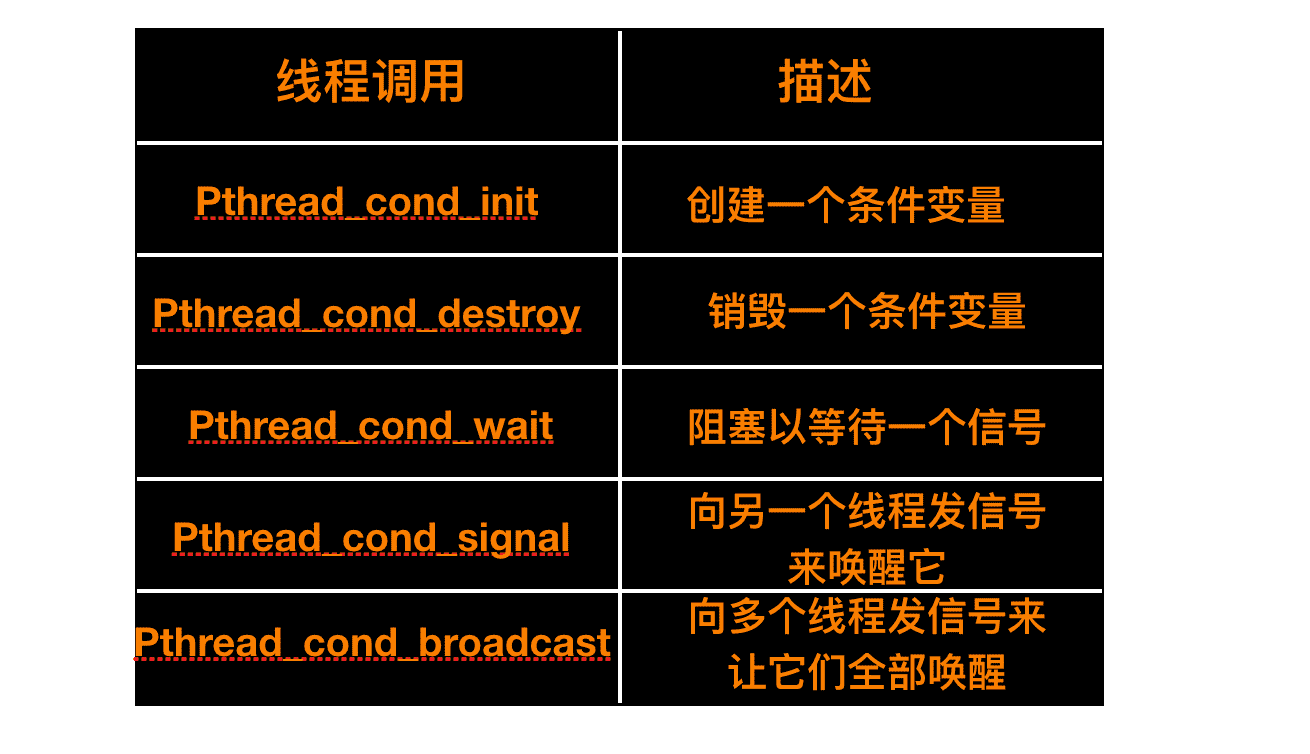 线程调用
描述
Pthread_cond_init
创建一个条件变量
Pthread_cond_destroy
销毁一个条件变量
Pthread_cond_wait
阻塞以等待一个信号
Pthread_cond_signal
向另一个线程发信号
来唤醒它
Pthread_cond_broadcast
向多个线程发信号来
让它们全部唤醒